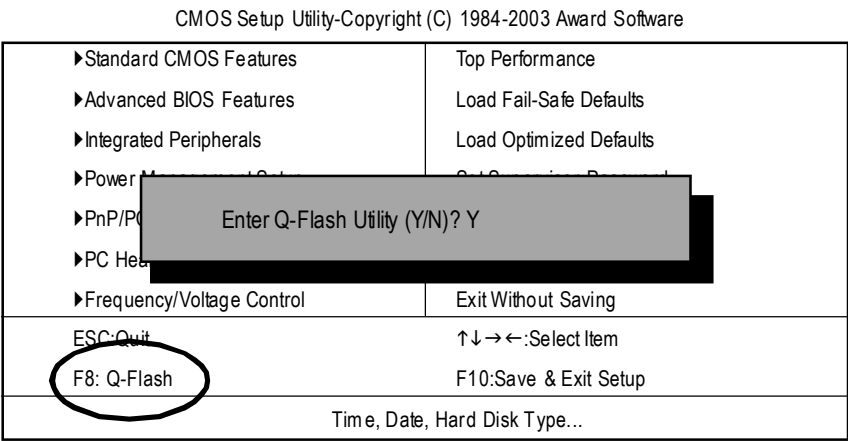 CMOS Setup Utility-Copyright (C) 1984-2003 Award Software
Standard CMOS Features
Top Performance
Advanced BIOS Features
Load Fail-Safe Defaults
Integrated Peripherals
Load Optimized Defaults
Power
Enter Q-Flash Utility (Y/N)? Y
Frequency/Voltage Control
Exit Without Saving
ESC:Quit
↑↓→←:Select Item
F8: Q-Flash
F10:Save & Exit Setup
Time, Date, Hard Disk Type...